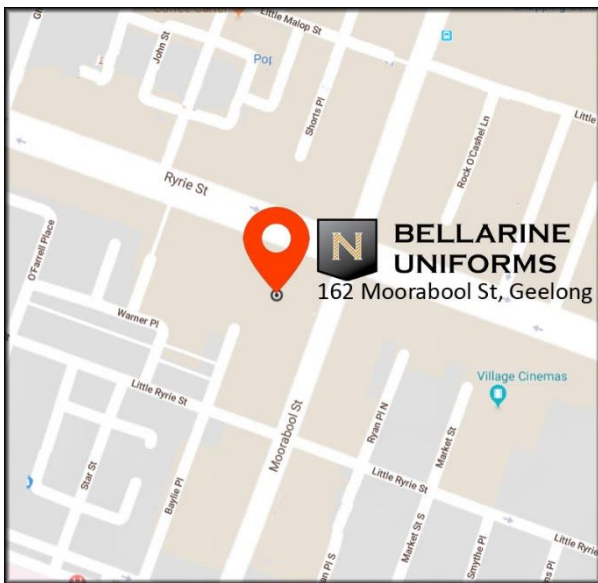 Little Malop St
John St
Shorts Pl
Rock O'Cashel Ln
Little
Ryrie St
N
BELLARINE
UNIFORMS
162 Moorabool St, Geelong
O'Farrell Place
Warner Pl
Village Cinemas
Little Ryrie St
Moorabool St
Ryan Pl N
Market St
Star St
Baylie Pl
Little Ryrie St
Market St S
Smythe Pl
Little Ryrie